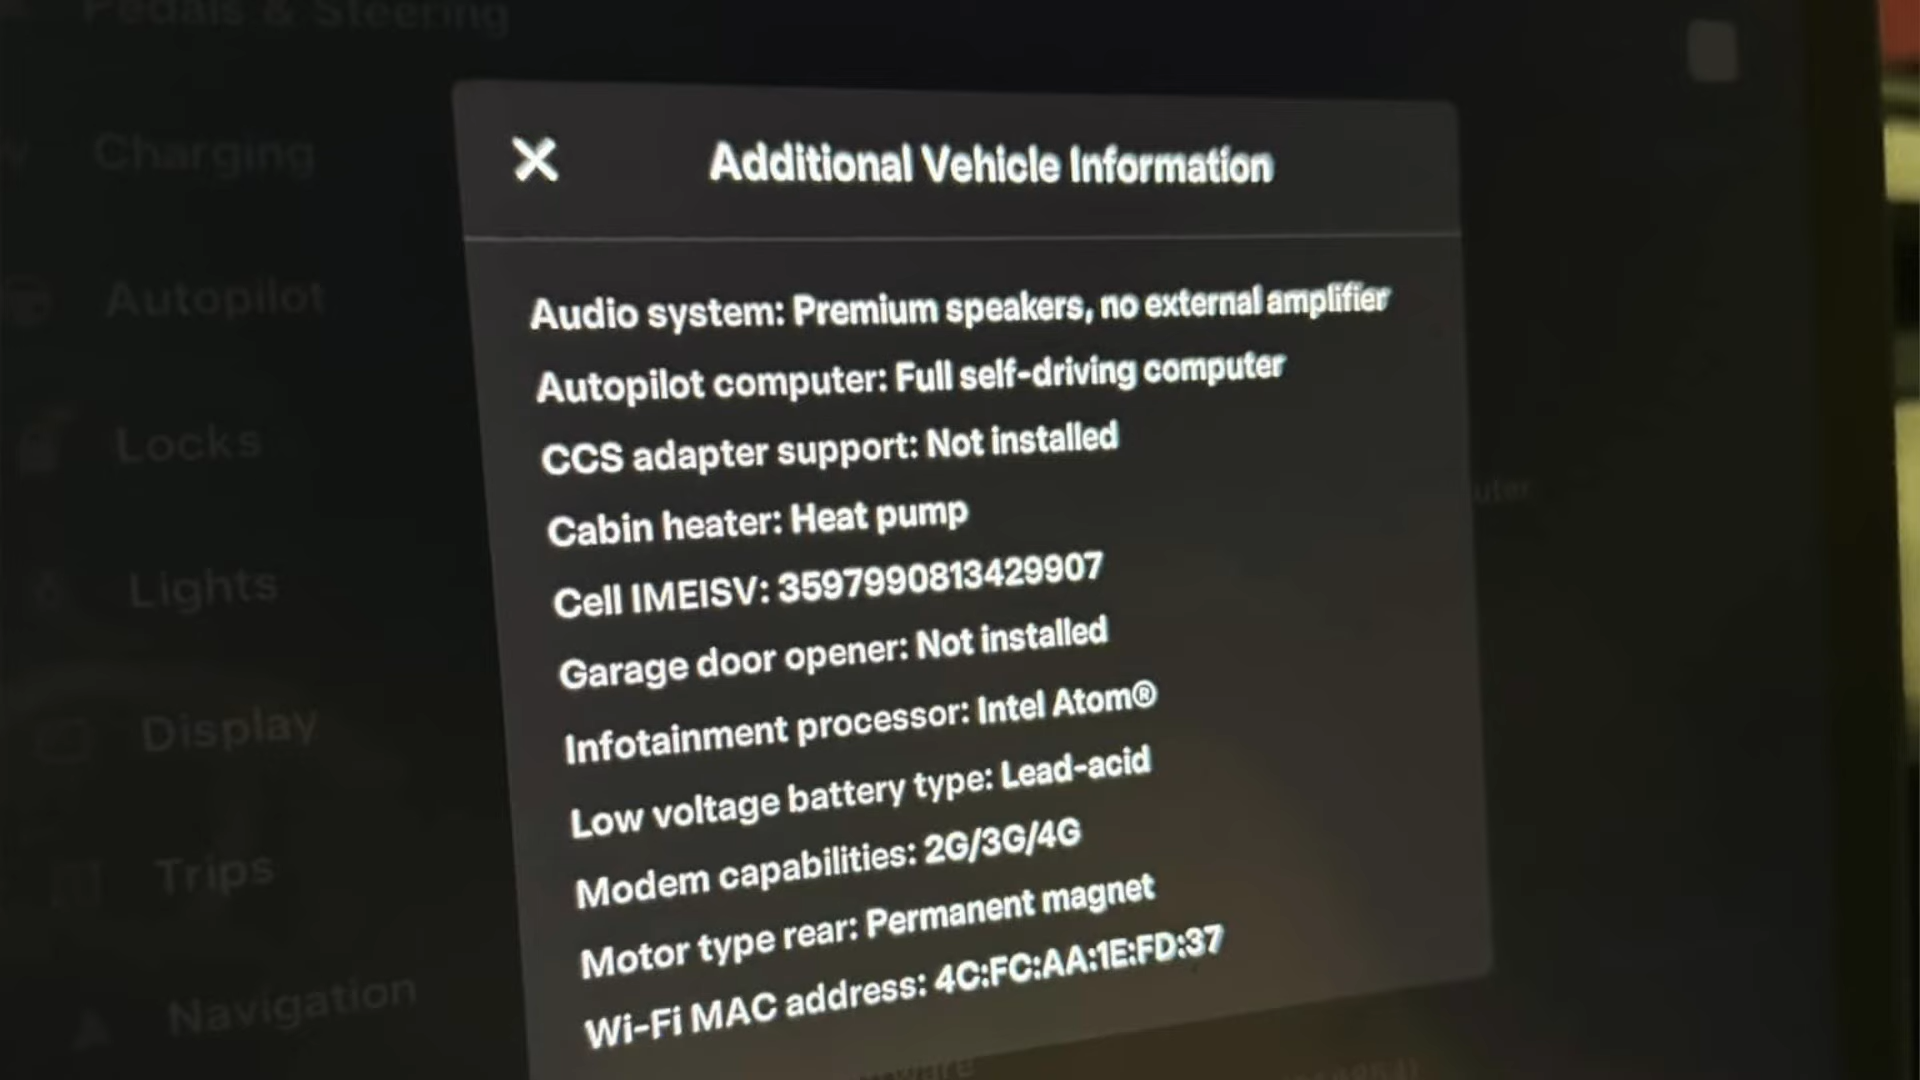 Pedals & Steering
Charging
Autopilot
Locks
Lights
Display
Trips
Navigation
Additional Vehicle Information
Audio system: Premium speakers, no external amplifier
Autopilot computer: Full self-driving computer
CCS adapter support: Not installed
Cabin heater: Heat pump
Cell IMEISV: 3597990813429907
Garage door opener: Not installed
Infotainment processor: Intel Atom®
Low voltage battery type: Lead-acid
Modem capabilities: 2G/3G/4G
Motor type rear: Permanent magnet
Wi-Fi MAC address: 4C:FC:AA:1E:FD:37